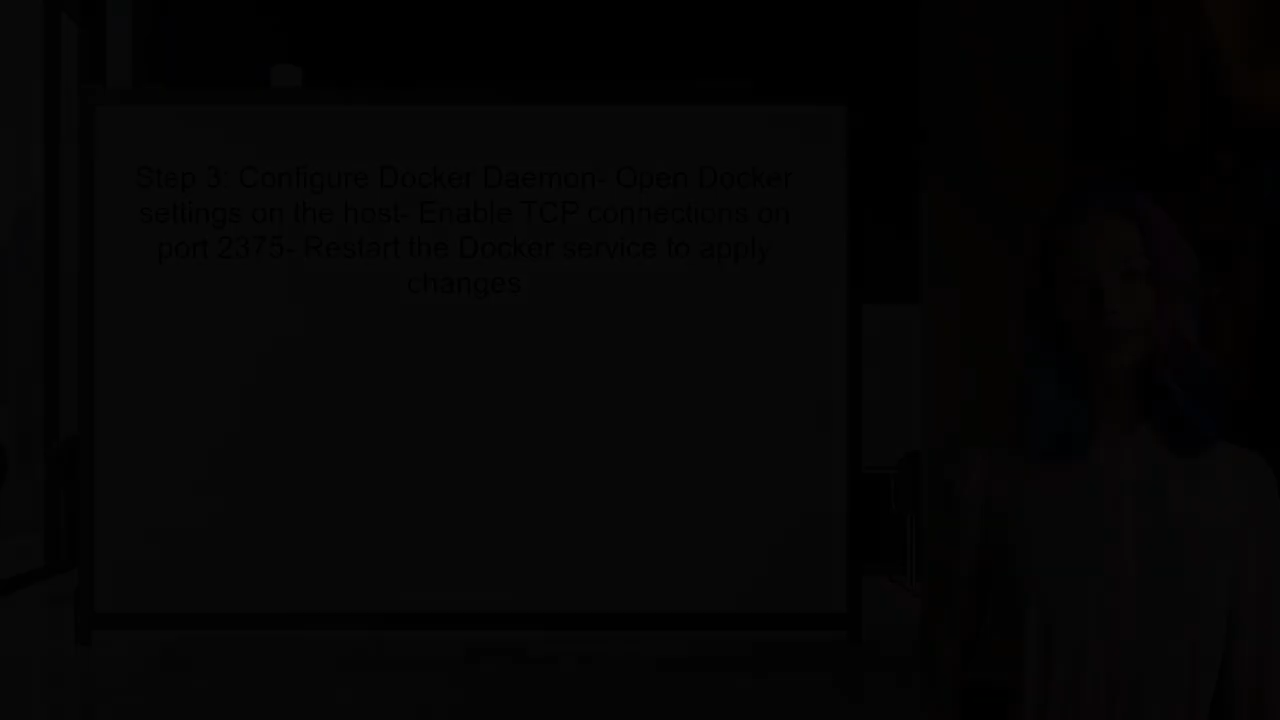 Step 3: Configure Docker Daemon- Open Docker
settings on the host- Enable TCP connections on
port 2375- Restart the Docker service to apply
changes